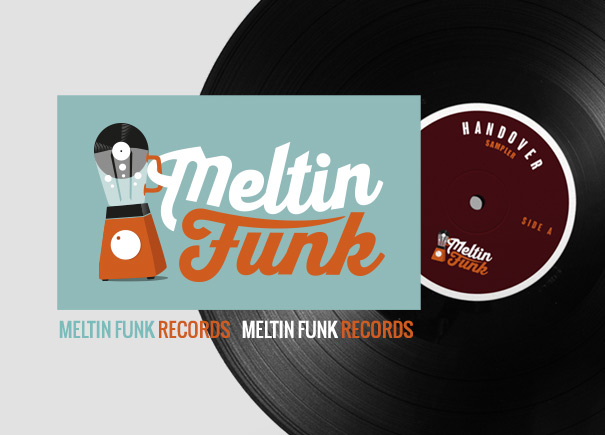 Meltin
Funk
MELTIN FUNK RECORDS MELTIN FUNK RECORDS
HANDOVER
SAMPLER
SIDE A
Meltin
Funk